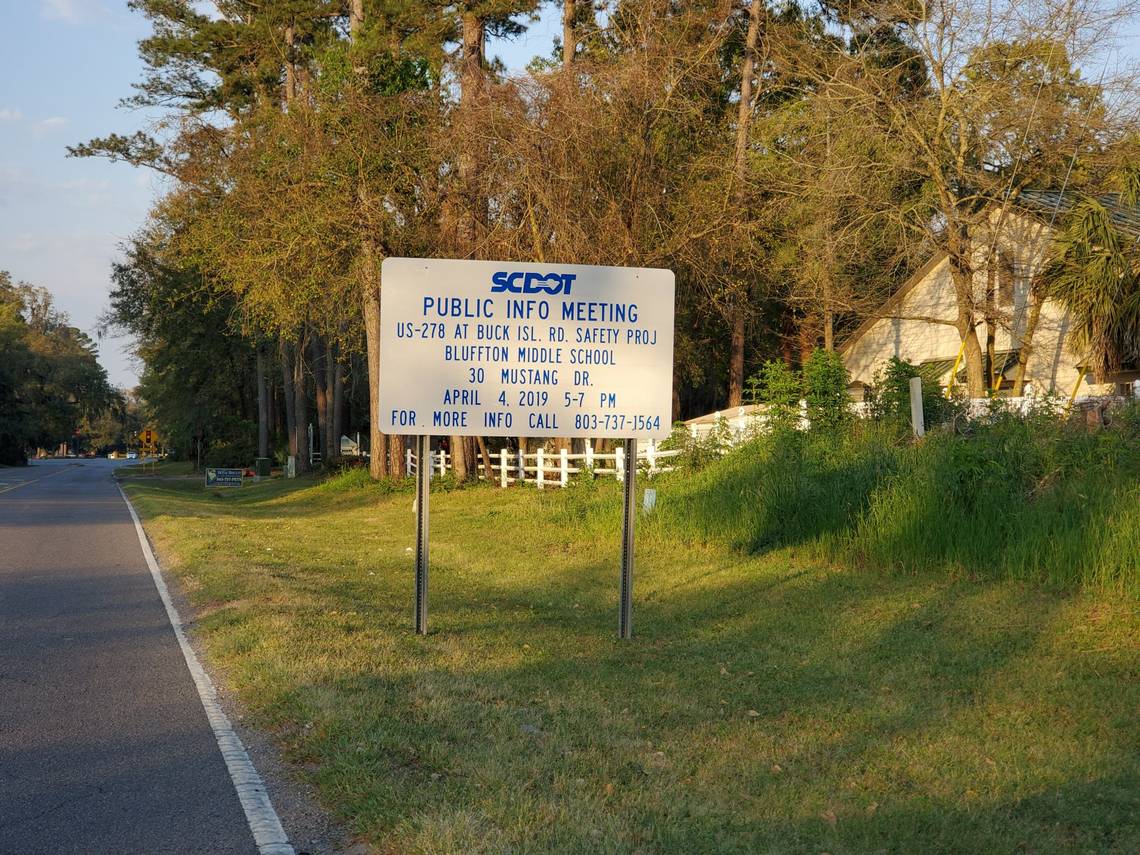 SCDOT
PUBLIC INFO MEETING
US-278 AT BUCK ISL. RD. SAFETY PROJ
BLUFFTON MIDDLE SCHOOL
30 MUSTANG DR.
APRIL 4, 2019 5-7 PM
FOR MORE INFO CALL 803-737-1564